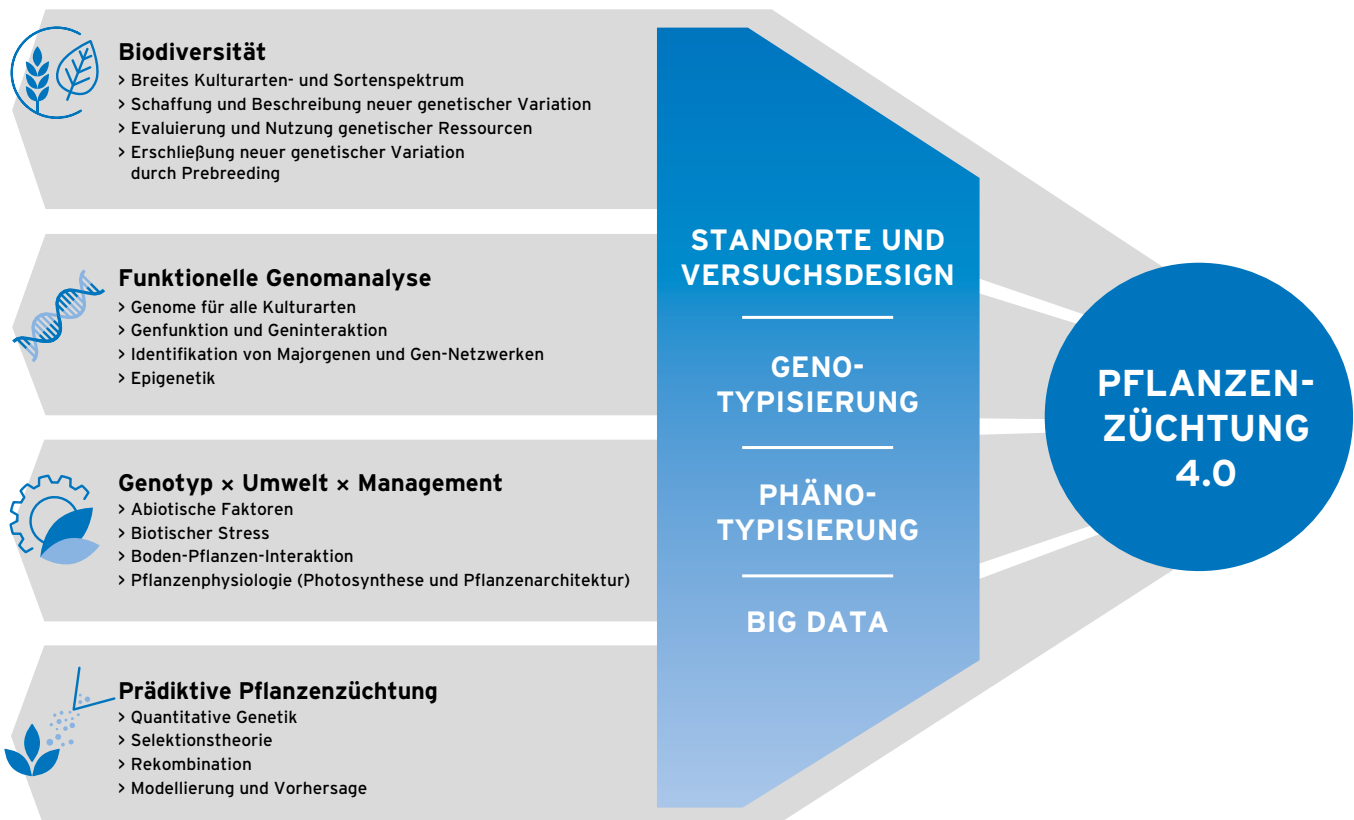 Biodiversität
> Breites Kulturarten- und Sortenspektrum
> Schaffung und Beschreibung neuer genetischer Variation
> Evaluierung und Nutzung genetischer Ressourcen
> Erschließung neuer genetischer Variation
durch Prebreeding
Funktionelle Genomanalyse
> Genome für alle Kulturarten
> Genfunktion und Geninteraktion
> Identifikation von Majorgenen und Gen-Netzwerken
> Epigenetik
Genotyp × Umwelt × Management
> Abiotische Faktoren
> Biotischer Stress
> Boden-Pflanzen-Interaktion
> Pflanzenphysiologie (Photosynthese und Pflanzenarchitektur)
Prädiktive Pflanzenzüchtung
> Quantitative Genetik
> Selektionstheorie
> Rekombination
> Modellierung und Vorhersage
STANDORTE UND
VERSUCHSDESIGN
GENO-
TYPISIERUNG
PHÄNO-
TYPISIERUNG
BIG DATA
PFLANZEN-
ZÜCHTUNG
4.0